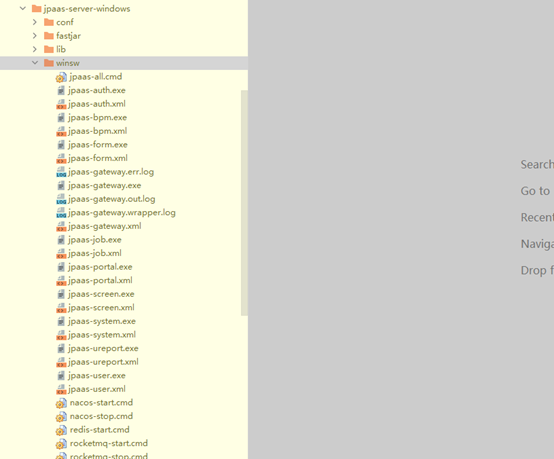 jpaas-server-windows
conf
fastjar
lib
winsw
jpaas-all.cmd
jpaas-auth.exe
jpaas-auth.xml
jpaas-bpm.exe
jpaas-bpm.xml
jpaas-form.exe
jpaas-form.xml
jpaas-gateway.err.log
jpaas-gateway.exe
jpaas-gateway.out.log
jpaas-gateway.wrapper.log
jpaas-gateway.xml
jpaas-job.exe
jpaas-job.xml
jpaas-portal.exe
jpaas-portal.xml
jpaas-screen.exe
jpaas-screen.xml
jpaas-system.exe
jpaas-system.xml
jpaas-ureport.exe
jpaas-ureport.xml
jpaas-user.exe
jpaas-user.xml
nacos-start.cmd
nacos-stop.cmd
redis-start.cmd
rocketmq-start.cmd
rocketmq-stop.cmd
Search
Go to
Recent
Naviga
Drop f